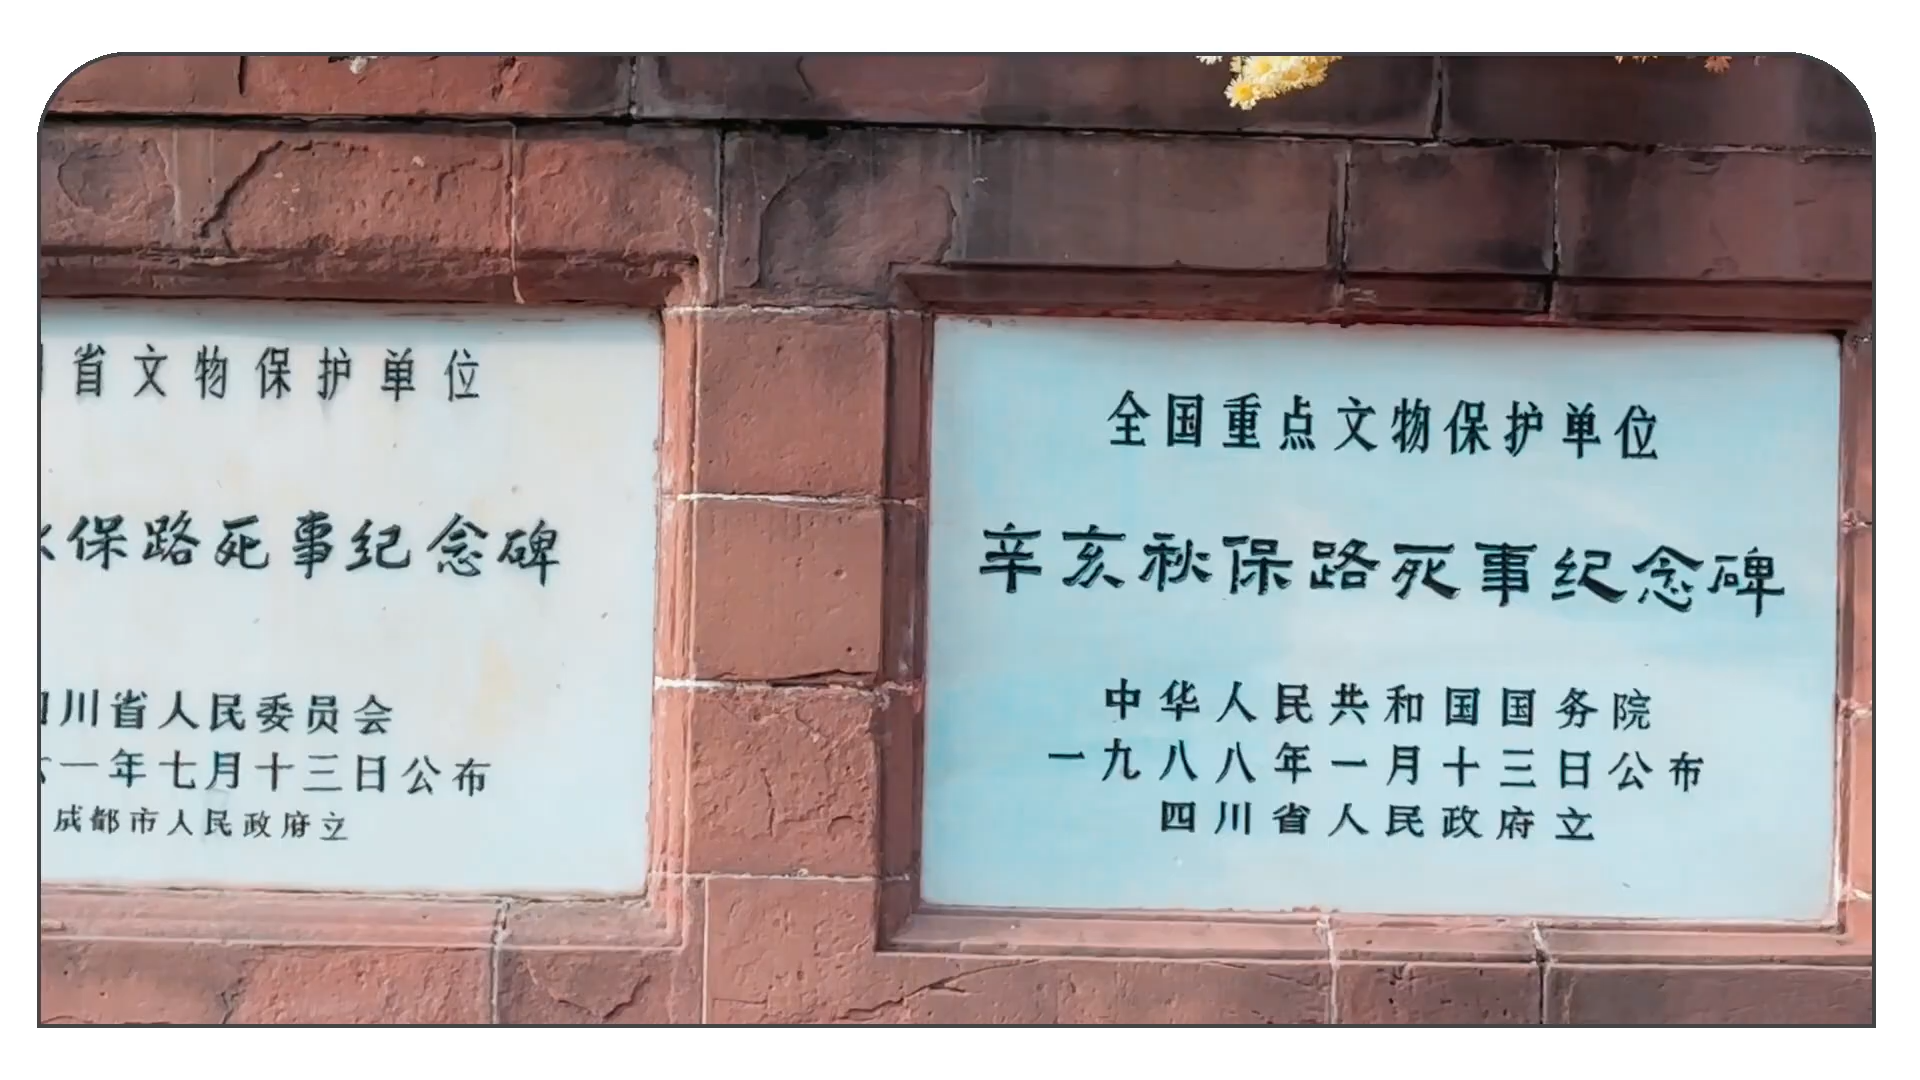 省文物保护单位
保路死事纪念碑
川省人民委员会
一年七月十三日公布
成都市人民政府立
全国重点文物保护单位
辛亥秋保路死事纪念碑
中华人民共和国国务院
一九八八年一月十三日公布
四川省人民政府立